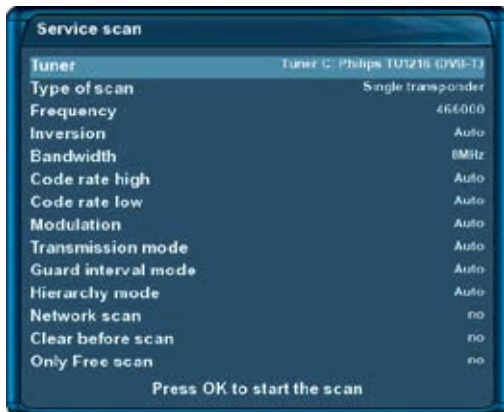 Service scan
Tuner Tuner C: Philips TU1216 (DVB-T)
Type of scan Single transponder
Frequency 466000
Inversion Auto
Bandwidth 8MHz
Code rate high Auto
Code rate low Auto
Modulation Auto
Transmission mode Auto
Guard interval mode Auto
Hierarchy mode Auto
Network scan no
Clear before scan no
Only Free scan no
Press OK to start the scan